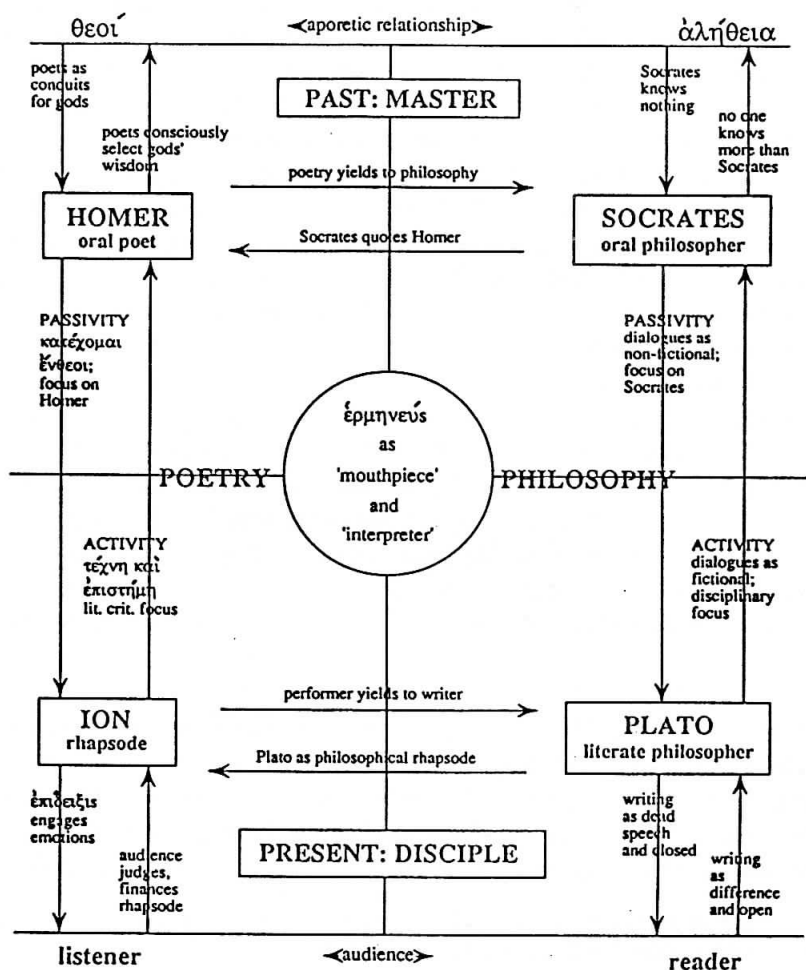 θεοί
<aporetic relationship>
ἀλήθεια
poets as
conduits
for gods
PAST: MASTER
Socrates
knows
nothing
poets consciously
select gods'
wisdom
no one
knows
more than
Socrates
poetry yields to philosophy
HOMER
oral poet
SOCRATES
oral philosopher
Socrates quotes Homer
PASSIVITY
κατέχομαι
ἔνθεοι;
focus on
Homer
PASSIVITY
dialogues as
non-fictional;
focus on
Socrates
ἑρμηνεύς
as
'mouthpiece'
and
'interpreter'
POETRY
PHILOSOPHY
ACTIVITY
τέχνη καὶ
ἐπιστήμη
lit. crit. focus
ACTIVITY
dialogues as
fictional;
disciplinary
focus
performer yields to writer
ION
rhapsode
PLATO
literate philosopher
Plato as philosophical rhapsode
ἐπίδειξις
engages
emotions
writing
as dead
speech
and closed
PRESENT: DISCIPLE
audience
judges,
finances
rhapsode
writing
as
difference
and open
listener
<audience>
reader